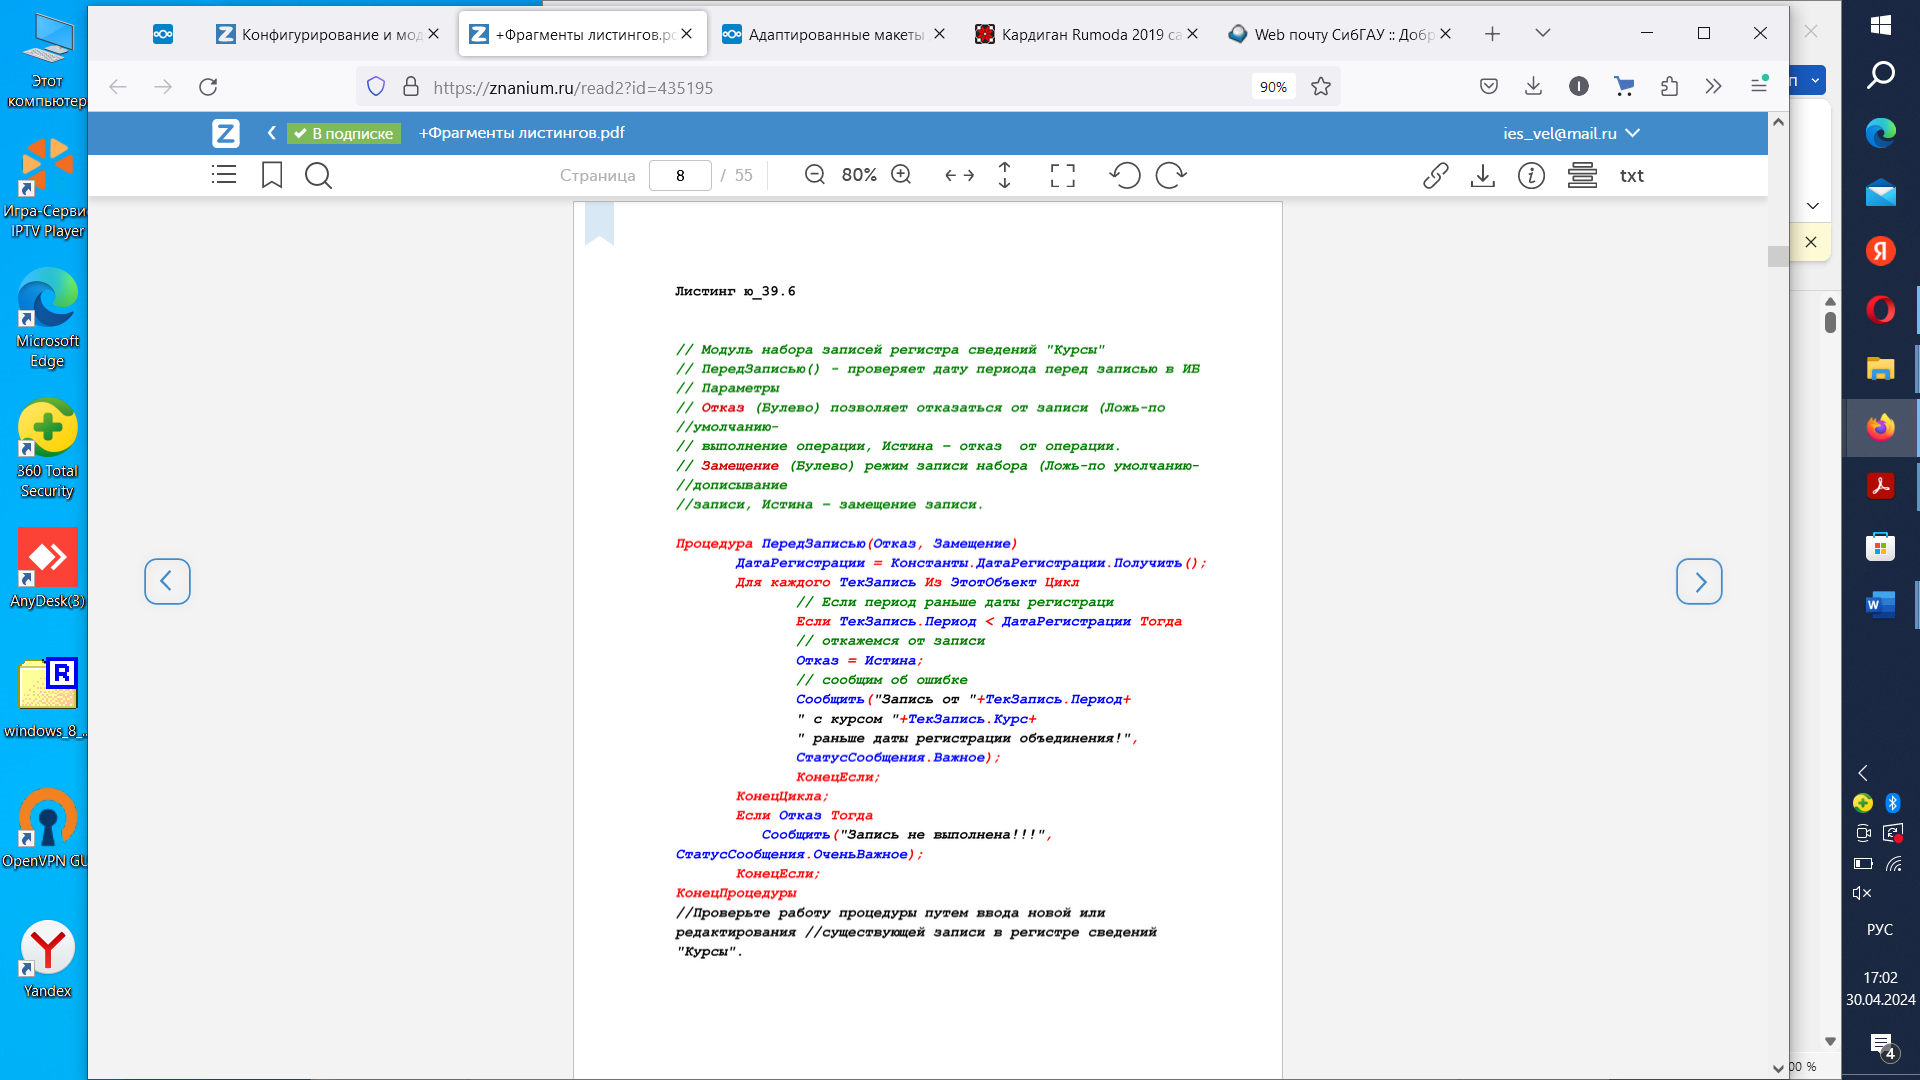 Этот
компьютер
Игра-Серви
IPTV Player
Microsoft
Edge
360 Total
Security
AnyDesk(3)
windows_8_..
OpenVPN GU
Yandex
Конфигурирование и мод
+Фрагменты листингов.pd
Адаптированные макеты
Кардиган Rumoda 2019 са
Web почту СибГАУ :: Добр
https://znanium.ru/read2?id=435195
90%
В подписке
+Фрагменты листингов.pdf
ies_vel@mail.ru
Страница 8 / 55
80%
txt
Листинг ю_39.6
// Модуль набора записей регистра сведений "Курсы"
// ПередЗаписью() - проверяет дату периода перед записью в ИБ
// Параметры
// Отказ (Булево) позволяет отказаться от записи (Ложь-по
//умолчанию-
// выполнение операции, Истина – отказ  от операции.
// Замещение (Булево) режим записи набора (Ложь-по умолчанию-
//дописывание
//записи, Истина – замещение записи.
Процедура ПередЗаписью(Отказ, Замещение)
ДатаРегистрации = Константы.ДатаРегистрации.Получить();
Для каждого ТекЗапись Из ЭтотОбъект Цикл
// Если период раньше даты регистраци
Если ТекЗапись.Период < ДатаРегистрации Тогда
// откажемся от записи
Отказ = Истина;
// сообщим об ошибке
Сообщить("Запись от "+ТекЗапись.Период+
" с курсом "+ТекЗапись.Курс+
" раньше даты регистрации объединения!",
СтатусСообщения.Важное);
КонецЕсли;
КонецЦикла;
Если Отказ Тогда
Сообщить("Запись не выполнена!!!",
СтатусСообщения.ОченьВажное);
КонецЕсли;
КонецПроцедуры
//Проверьте работу процедуры путем ввода новой или
редактирования //существующей записи в регистре сведений
"Курсы".
РУС
17:02
30.04.2024
4
00 %